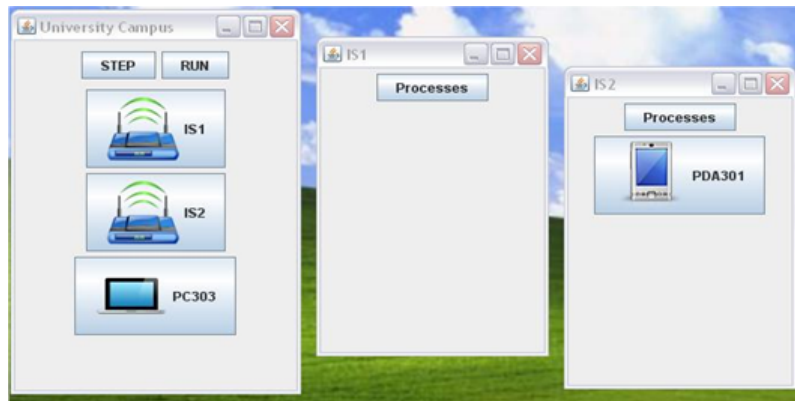 University Campus
STEP RUN
IS1
IS2
PC303
IS1
Processes
IS2
Processes
PDA301